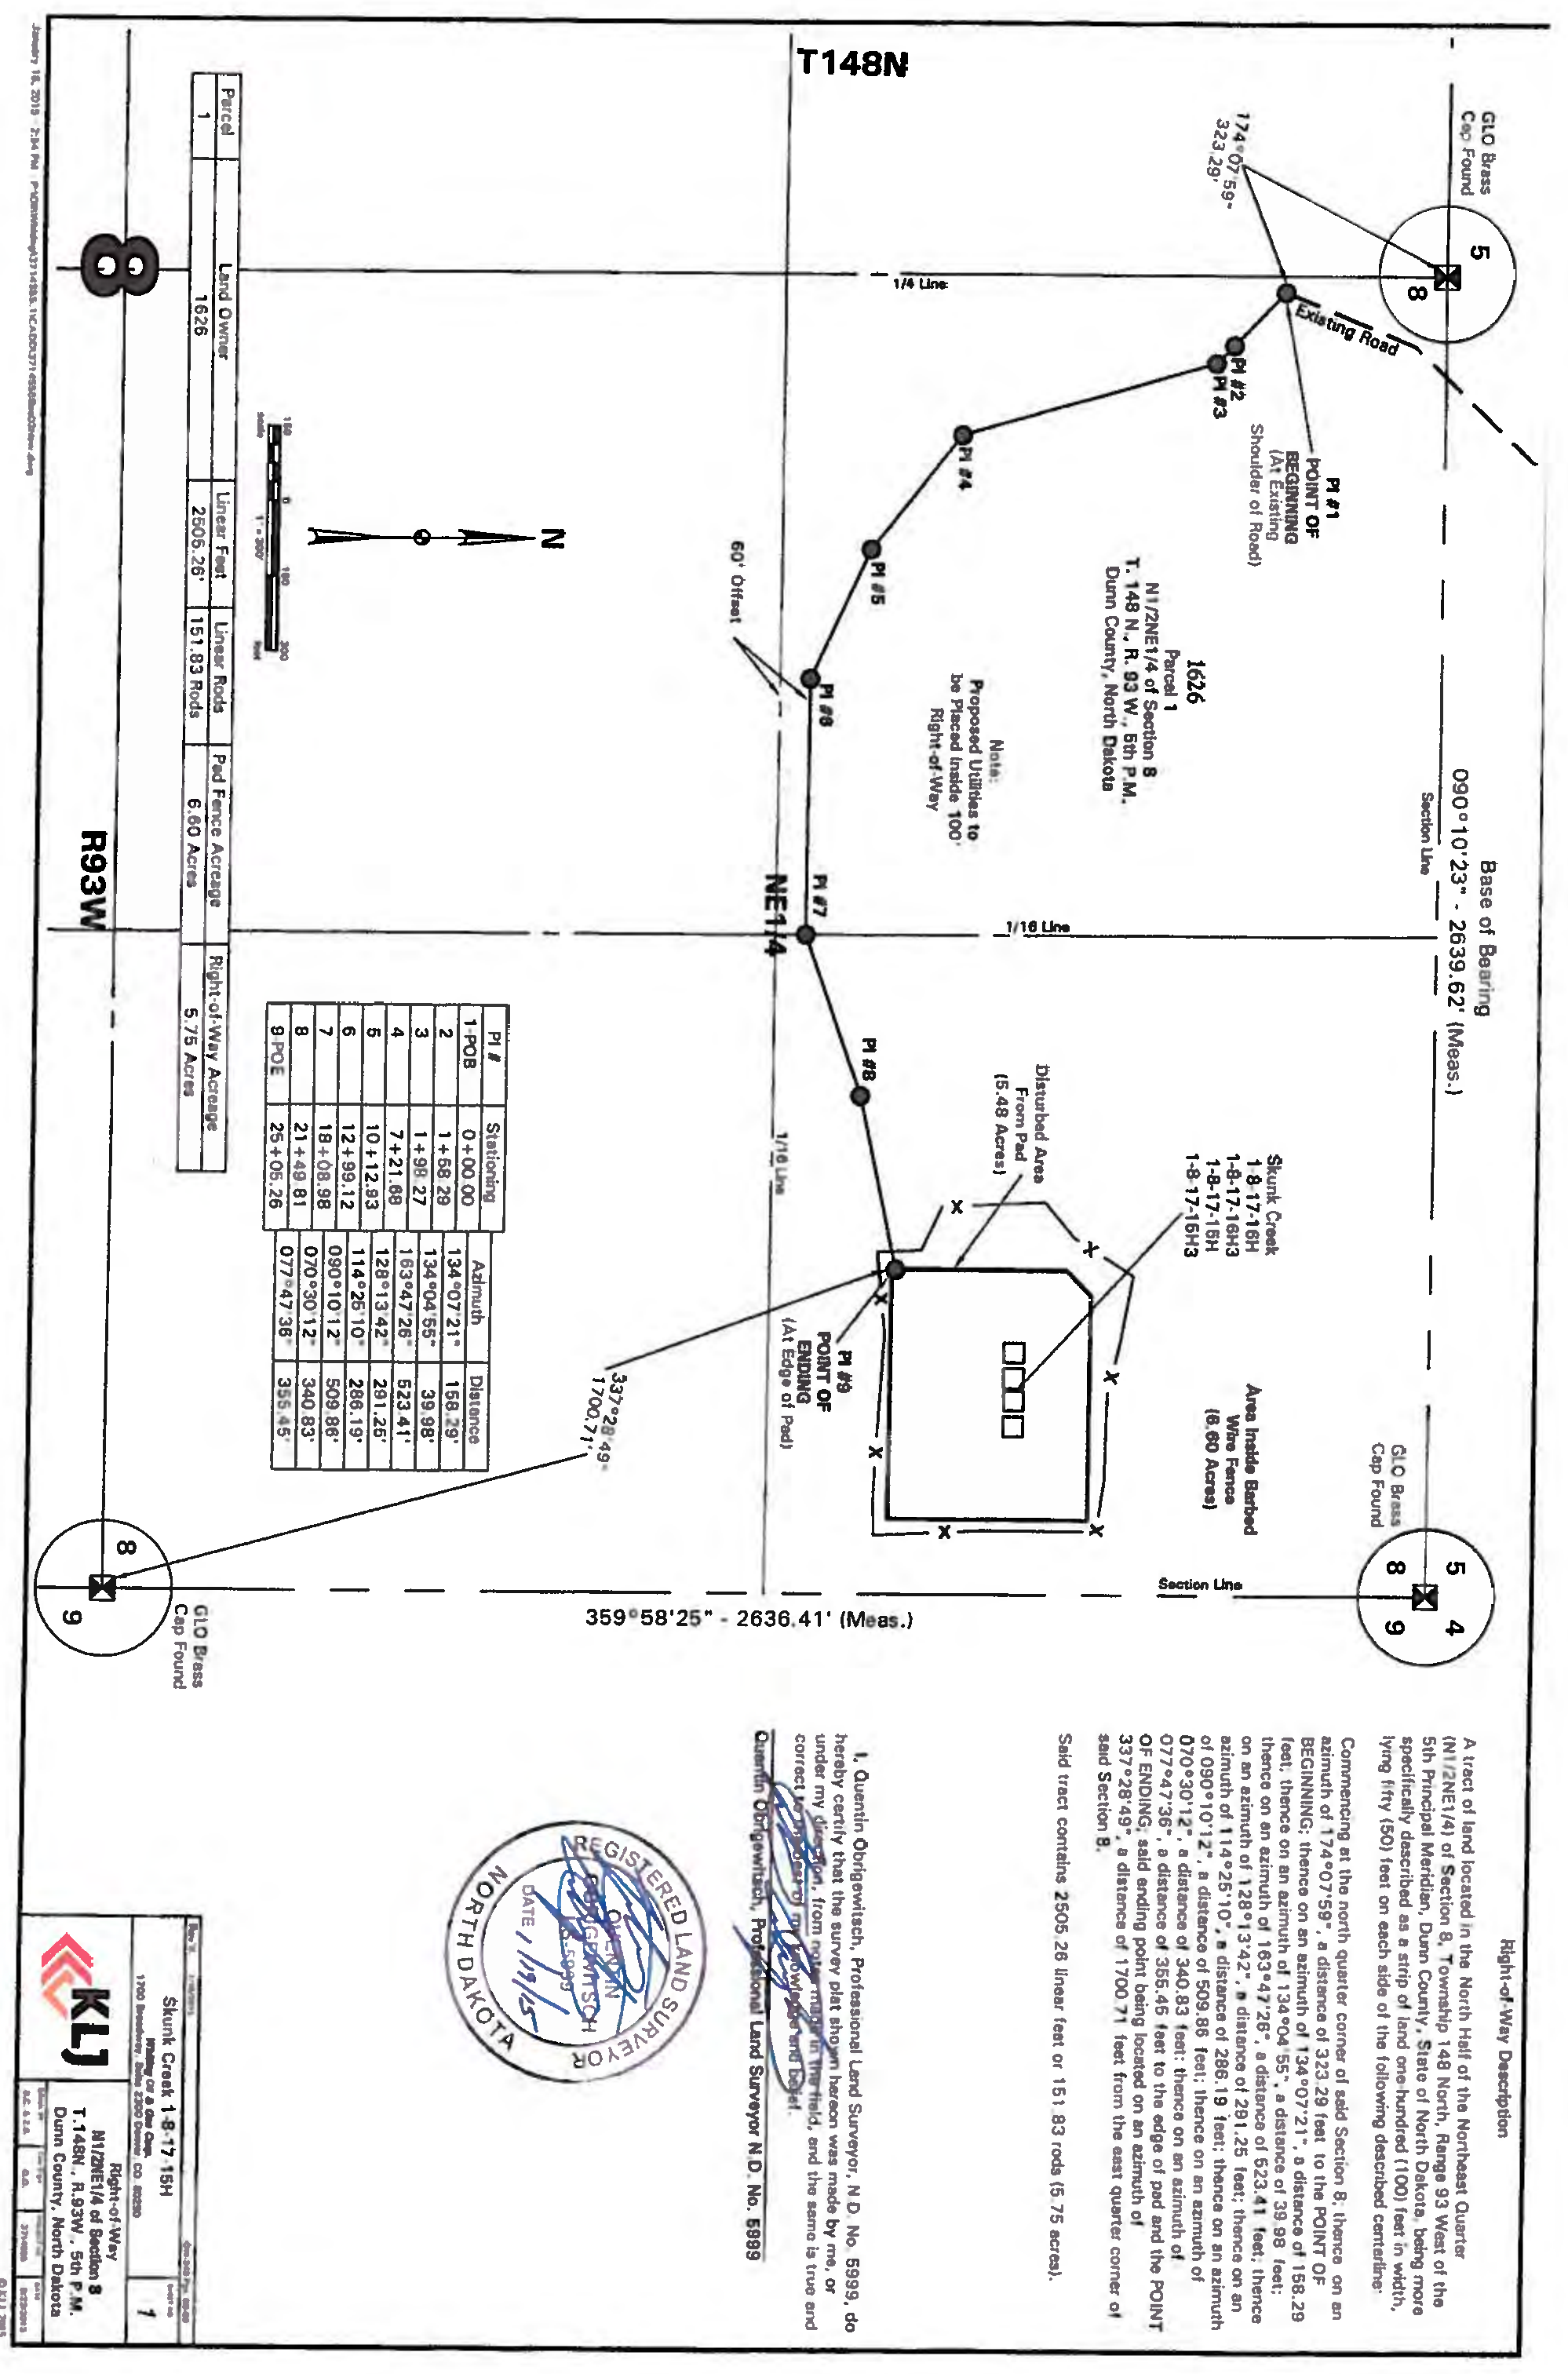 T148N
GLO Brass
Cap Found
5
8
174°07'59"
323.29'
Existing Road
1/4 Line
PI #1
POINT OF
BEGINNING
(At Existing
Shoulder of Road)
PI #2
PI #3
PI #4
PI #5
PI #6
PI #7
PI #8
Base of Bearing
090°10'23" - 2639.62' (Meas.)
Section Line
1626
Parcel 1
N1/2NE1/4 of Section 8
T. 148 N., R. 93 W., 5th P.M.
Dunn County, North Dakota
Note:
Proposed Utilities to
be Placed Inside 100'
Right-of-Way
60' Offset
1/16 Line
NE1/4
1/16 Line
Skunk Creek
1-8-17-16H
1-8-17-16H3
1-8-17-15H
1-8-17-15H3
Disturbed Area
From Pad
(5.48 Acres)
Area Inside Barbed
Wire Fence
(6.60 Acres)
GLO Brass
Cap Found
5 4
8 9
Section Line
PI #9
POINT OF
ENDING
(At Edge of Pad)
337°28'49"
1700.71'
359°58'25" - 2636.41' (Meas.)
N
150 0 150 300
scale 1" = 300' feet
PI # Stationing Azimuth Distance
1-POB 0+00.00 134°07'21" 158.29'
2 1+58.29 134°04'55" 39.98'
3 1+98.27 163°47'26" 523.41'
4 7+21.68 128°13'42" 291.25'
5 10+12.93 114°25'10" 286.19'
6 12+99.12 090°10'12" 509.86'
7 18+08.98 070°30'12" 340.83'
8 21+49.81 077°47'36" 355.45'
9-POE 25+05.26
Parcel Land Owner Linear Feet Linear Rods Pad Fence Acreage Right-of-Way Acreage
1 1626 2505.26' 151.83 Rods 6.60 Acres 5.75 Acres
8
R93W
8
9
GLO Brass
Cap Found
Right-of-Way Description
A tract of land located in the North Half of the Northeast Quarter
(N1/2NE1/4) of Section 8, Township 148 North, Range 93 West of the
5th Principal Meridian, Dunn County, State of North Dakota, being more
specifically described as a strip of land one-hundred (100) feet in width,
lying fifty (50) feet on each side of the following described centerline:
Commencing at the north quarter corner of said Section 8; thence on an
azimuth of 174°07'59", a distance of 323.29 feet to the POINT OF
BEGINNING; thence on an azimuth of 134°07'21", a distance of 158.29
feet; thence on an azimuth of 134°04'55", a distance of 39.98 feet;
thence on an azimuth of 163°47'26", a distance of 523.41 feet; thence
on an azimuth of 128°13'42", a distance of 291.25 feet; thence on an
azimuth of 114°25'10", a distance of 286.19 feet; thence on an azimuth
of 090°10'12", a distance of 509.86 feet; thence on an azimuth of
070°30'12", a distance of 340.83 feet; thence on an azimuth of
077°47'36", a distance of 355.45 feet to the edge of pad and the POINT
OF ENDING; said ending point being located on an azimuth of
337°28'49", a distance of 1700.71 feet from the east quarter corner of
said Section 8.
Said tract contains 2505.26 linear feet or 151.83 rods (5.75 acres).
I, Quentin Obrigewitsch, Professional Land Surveyor, N.D. No. 5999, do
hereby certify that the survey plat shown hereon was made by me, or
under my direction, from notes made in the field, and the same is true and
correct to the best of my knowledge and belief.
Quentin Obrigewitsch, Professional Land Surveyor N.D. No. 5999
REGISTERED LAND SURVEYOR
QUENTIN
OBRIGEWITSCH
LS-5999
DATE 1/19/15
NORTH DAKOTA
Skunk Creek 1-8-17-15H
Whiting Oil & Gas Corp.
1700 Broadway, Suite 2300 Denver, CO 80290
1
KLJ
Right-of-Way
N1/2NE1/4 of Section 8
T.148N., R.93W., 5th P.M.
Dunn County, North Dakota